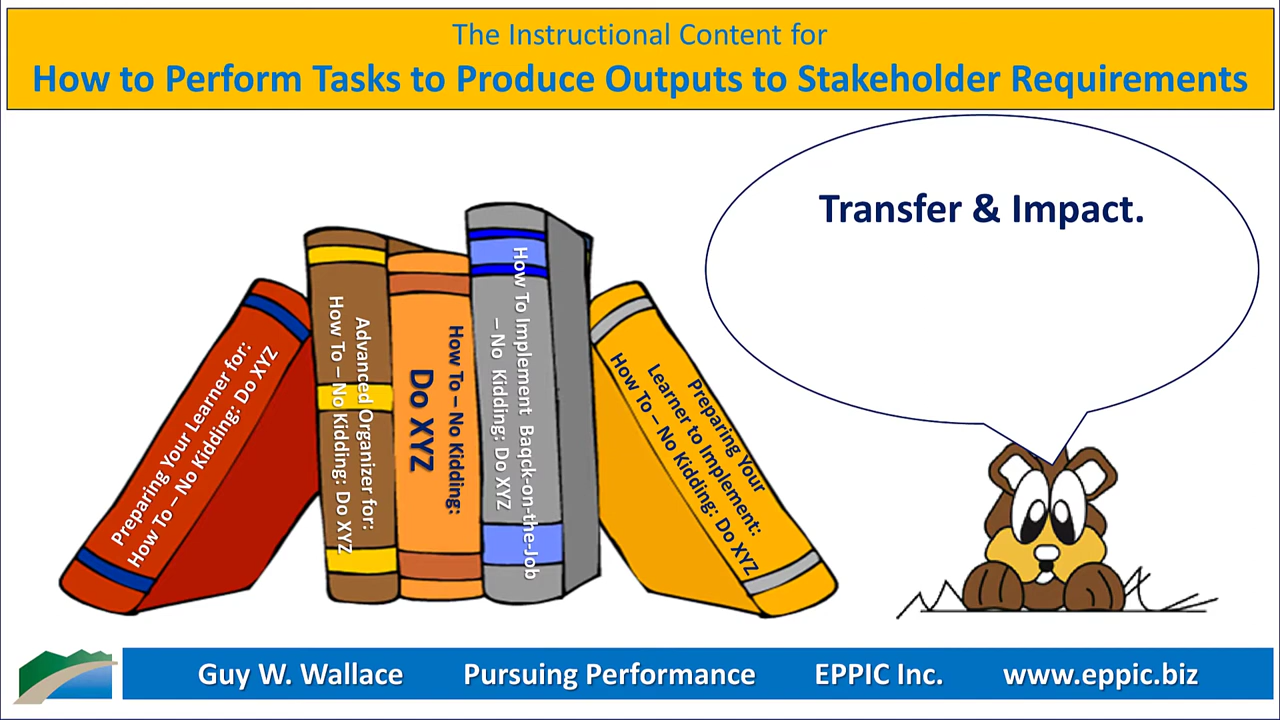 The Instructional Content for
How to Perform Tasks to Produce Outputs to Stakeholder Requirements
Transfer & Impact.
Preparing Your Learner for:
How To – No Kidding: Do XYZ
Advanced Organizer for:
How To – No Kidding: Do XYZ
How To – No Kidding:
Do XYZ
How To Implement Baqck-on-the-Job
– No Kidding: Do XYZ
Preparing Your
Learner to Implement:
How To – No Kidding: Do XYZ
Guy W. Wallace Pursuing Performance EPPIC Inc. www.eppic.biz